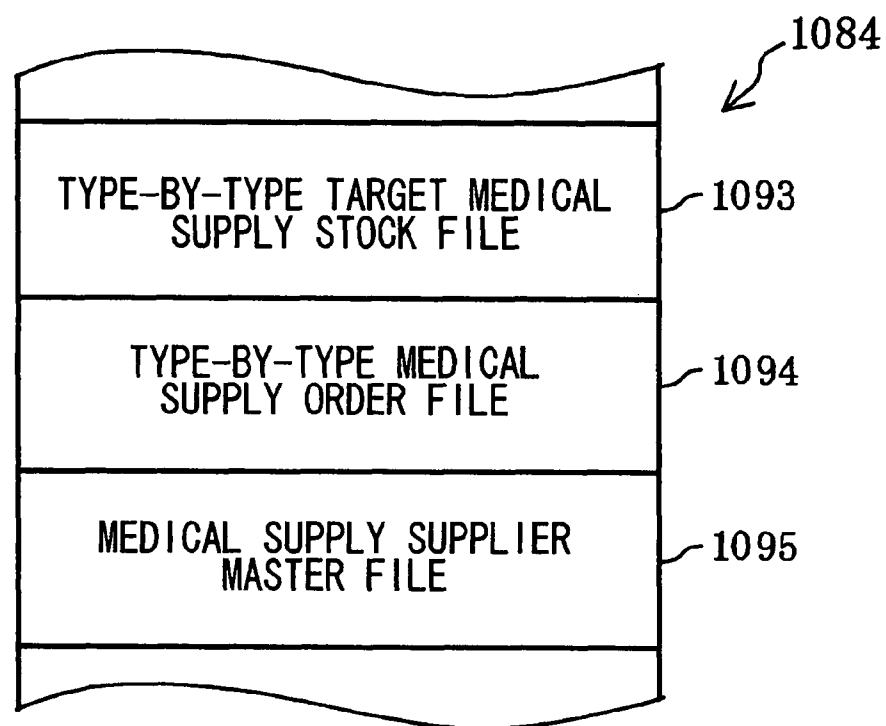 1084
TYPE-BY-TYPE TARGET MEDICAL
SUPPLY STOCK FILE
1093
TYPE-BY-TYPE MEDICAL
SUPPLY ORDER FILE
1094
MEDICAL SUPPLY SUPPLIER
MASTER FILE
1095